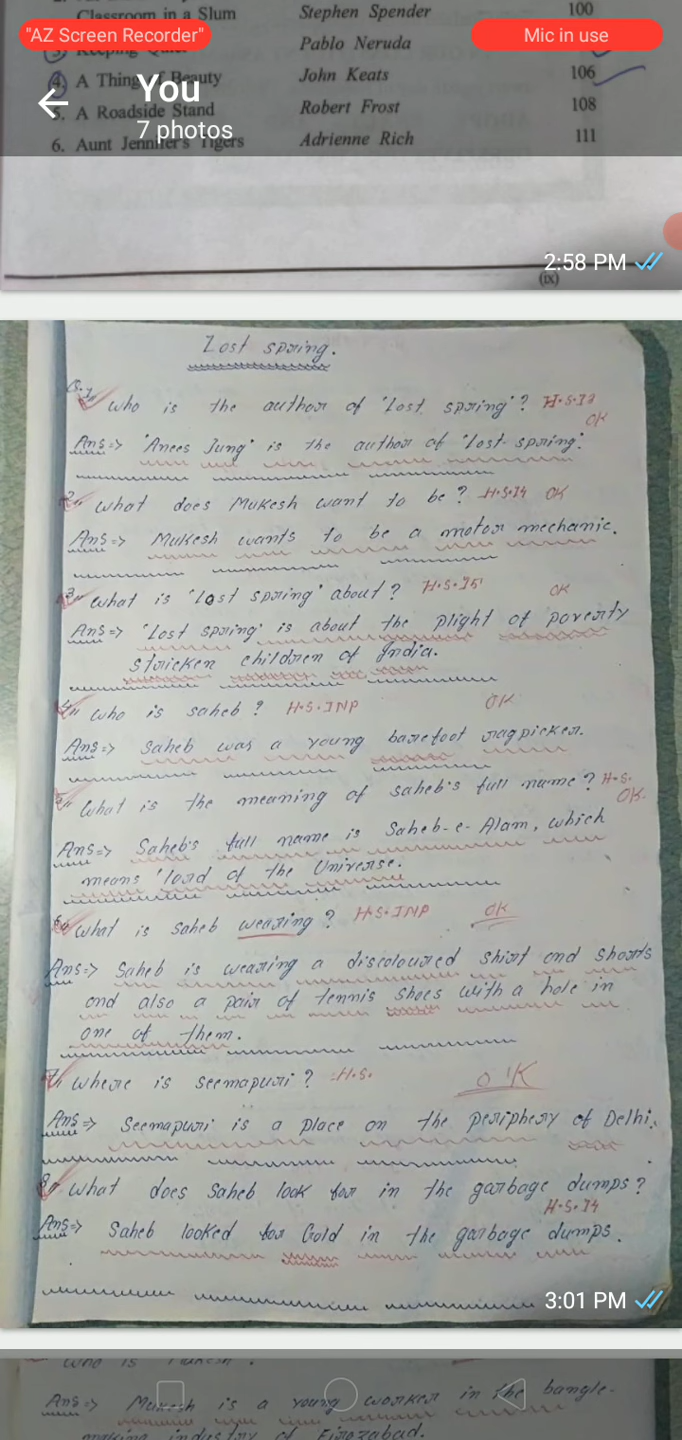 Classroom in a Slum Stephen Spender 100
"AZ Screen Recorder" Mic in use
3. Keeping Quiet Pablo Neruda
4. A Thing of Beauty John Keats 106
You
5. A Roadside Stand Robert Frost 108
7 photos
6. Aunt Jennifer's Tigers Adrienne Rich 111
2:58 PM
(ix)
Lost spring.
Q.1 who is the author of 'Lost spring'? H.S.13 OK
Ans=> 'Anees Jung' is the author of 'lost spring'.
2" what does Mukesh want to be? H.S.14 OK
Ans=> Mukesh wants to be a motor mechanic.
3" what is 'Lost spring' about? H.S.15' OK
Ans=> 'Lost spring' is about the plight of poverty
stricken children of India.
4" who is saheb? H.S.INP OK
Ans=> saheb was a young barefoot ragpicker.
5" What is the meaning of saheb's full name? H.S. OK.
Ans=> Saheb's full name is Saheb-e-Alam, which
means 'lord of the Universe.
6" what is saheb wearing? H.S.INP OK
Ans=> Saheb is wearing a discoloured shirt and shorts
and also a pair of tennis shoes with a hole in
one of them.
7" where is seemapuri? H.S. O'K
Ans=> Seemapuri is a place on the periphery of Delhi.
8" What does Saheb look for in the garbage dumps?
H.S.14
Ans=> Saheb looked for Gold in the garbage dumps.
3:01 PM
who is Mukesh.
Ans=> Mukesh is a young worker in the bangle-
making industry of Firozabad.